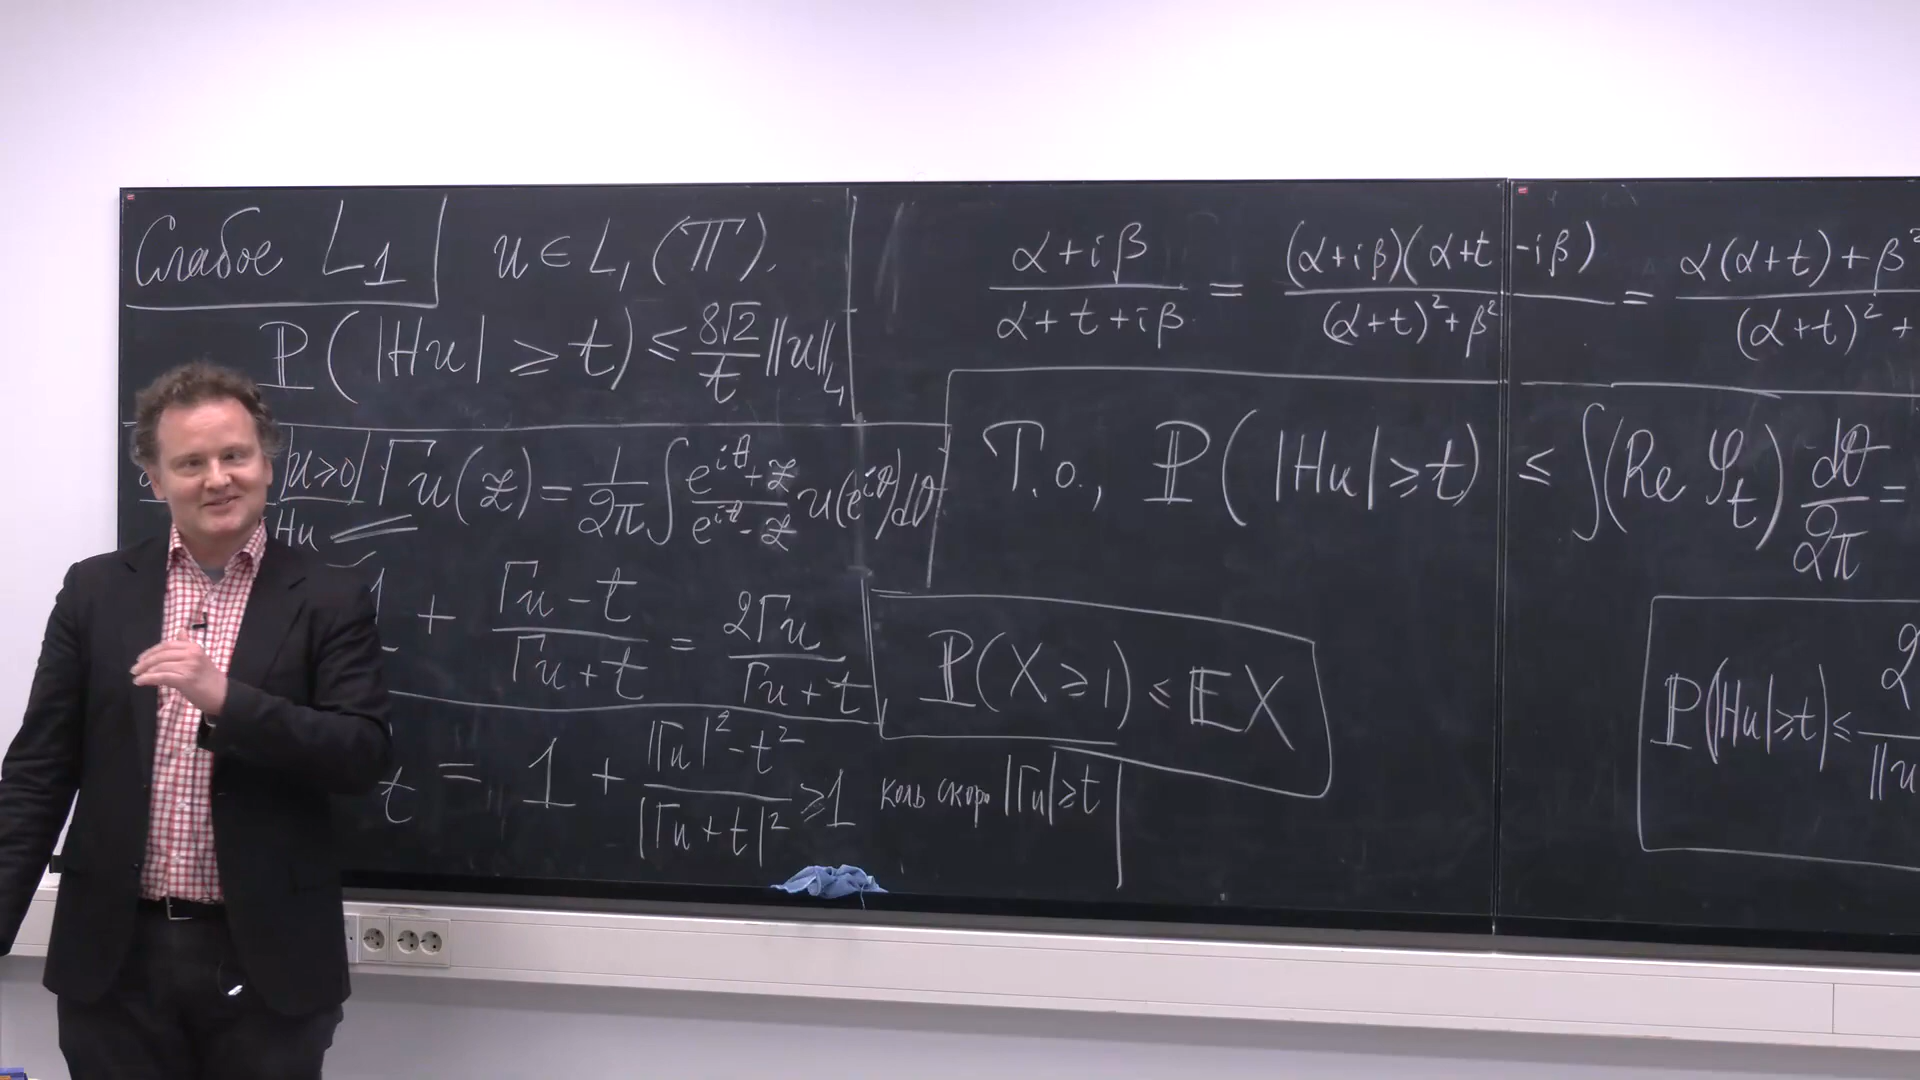 Слабое L₁
u ∈ L₁(𝕋).
ℙ(|Hu| ≥ t) ≤ 8√2/t ‖u‖_{L₁}
u≥0
Γu(z) = 1/2π ∫ (e^{iθ}+z)/(e^{iθ}-z) u(e^{iθ})dθ
Hu
1 + (Γu - t)/(Γu + t) = 2Γu/(Γu + t)
t = 1 + (|Γu|² - t²)/|Γu + t|² ≥ 1 коль скоро |Γu| ≥ t
(α+iβ)/(α+t+iβ) = (α+iβ)(α+t-iβ)/((α+t)²+β²) = (α(α+t)+β²)/((α+t)²+
Т.о., ℙ(|Hu| ≥ t) ≤ ∫(Re φ_t) dθ/2π =
ℙ(X ≥ 1) ≤ 𝔼X
ℙ(|Hu| ≥ t) ≤ 2/‖u